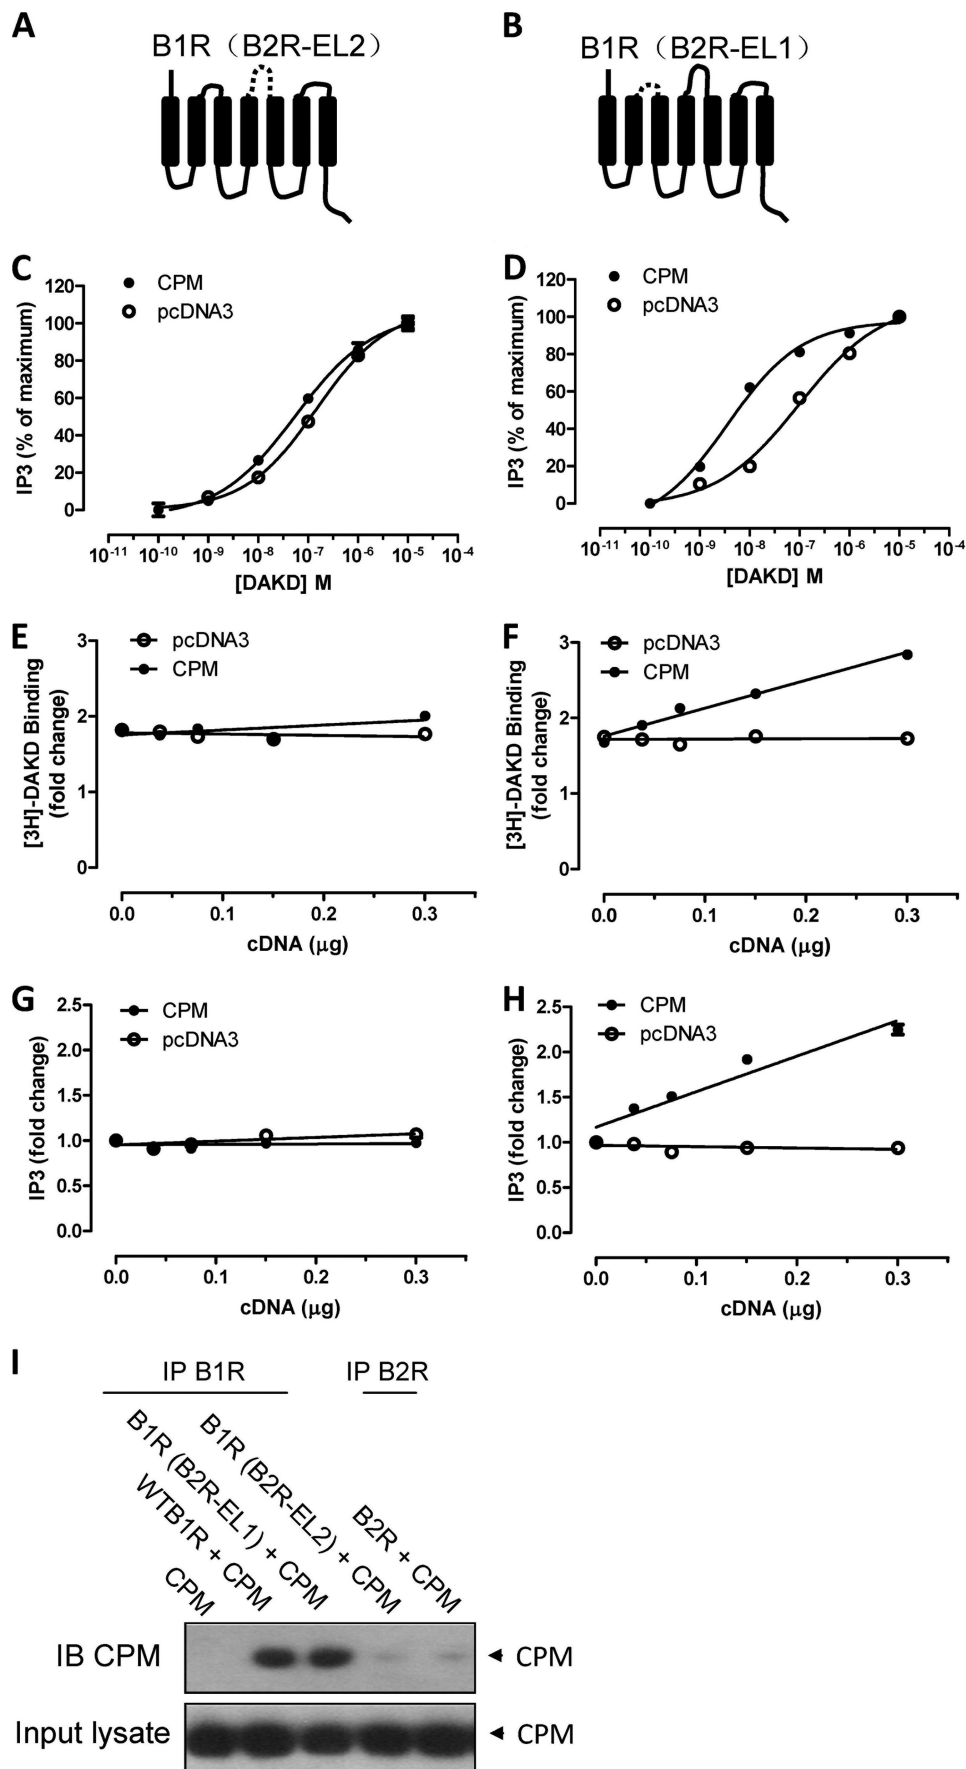 A
B1R (B2R-EL2)
B
B1R (B2R-EL1)
C
CPM
pcDNA3
120
100
80
60
40
20
0
IP3 (% of maximum)
10-11 10-10 10-9 10-8 10-7 10-6 10-5 10-4
[DAKD] M
D
CPM
pcDNA3
120
100
80
60
40
20
0
IP3 (% of maximum)
10-11 10-10 10-9 10-8 10-7 10-6 10-5 10-4
[DAKD] M
E
pcDNA3
CPM
3
2
1
0
[3H]-DAKD Binding
(fold change)
0.0 0.1 0.2 0.3
cDNA (µg)
F
pcDNA3
CPM
3
2
1
0
[3H]-DAKD Binding
(fold change)
0.0 0.1 0.2 0.3
cDNA (µg)
G
CPM
pcDNA3
2.5
2.0
1.5
1.0
0.5
0.0
IP3 (fold change)
0.0 0.1 0.2 0.3
cDNA (µg)
H
CPM
pcDNA3
2.5
2.0
1.5
1.0
0.5
0.0
IP3 (fold change)
0.0 0.1 0.2 0.3
cDNA (µg)
I
IP B1R
IP B2R
CPM
WTB1R + CPM
B1R (B2R-EL1) + CPM
B1R (B2R-EL2) + CPM
B2R + CPM
IB CPM
CPM
Input lysate
CPM